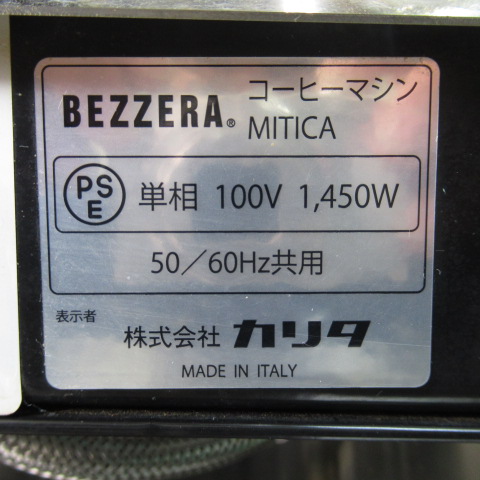 BEZZERA® コーヒーマシン
MITICA
PSE 単相 100V 1,450W
50/60Hz共用
表示者
株式会社 カリタ
MADE IN ITALY